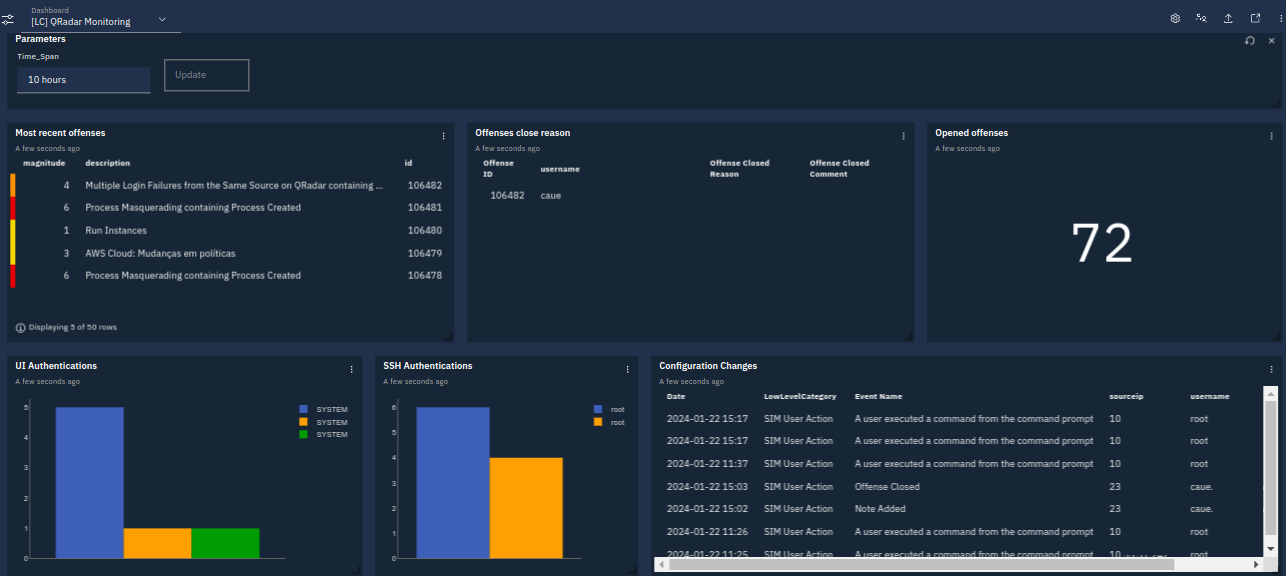 Dashboard
[LC] QRadar Monitoring
Parameters
Time_Span
10 hours
Update
Most recent offenses
A few seconds ago
magnitude description id
4 Multiple Login Failures from the Same Source on QRadar containing ... 106482
6 Process Masquerading containing Process Created 106481
1 Run Instances 106480
3 AWS Cloud: Mudanças em políticas 106479
6 Process Masquerading containing Process Created 106478
Displaying 5 of 50 rows
Offenses close reason
A few seconds ago
Offense ID username Offense Closed Reason Offense Closed Comment
106482 caue
Opened offenses
A few seconds ago
72
UI Authentications
A few seconds ago
5
4
3
2
1
0
SYSTEM
SYSTEM
SYSTEM
SSH Authentications
A few seconds ago
6
5
4
3
2
1
0
root
root
Configuration Changes
A few seconds ago
Date LowLevelCategory Event Name sourceip username
2024-01-22 15:17 SIM User Action A user executed a command from the command prompt 10 root
2024-01-22 15:17 SIM User Action A user executed a command from the command prompt 10 root
2024-01-22 11:37 SIM User Action A user executed a command from the command prompt 10 root
2024-01-22 15:03 SIM User Action Offense Closed 23 caue.
2024-01-22 15:02 SIM User Action Note Added 23 caue.
2024-01-22 11:26 SIM User Action A user executed a command from the command prompt 10 root
2024-01-22 11:25 SIM User Action A user executed a command from the command prompt 10 root